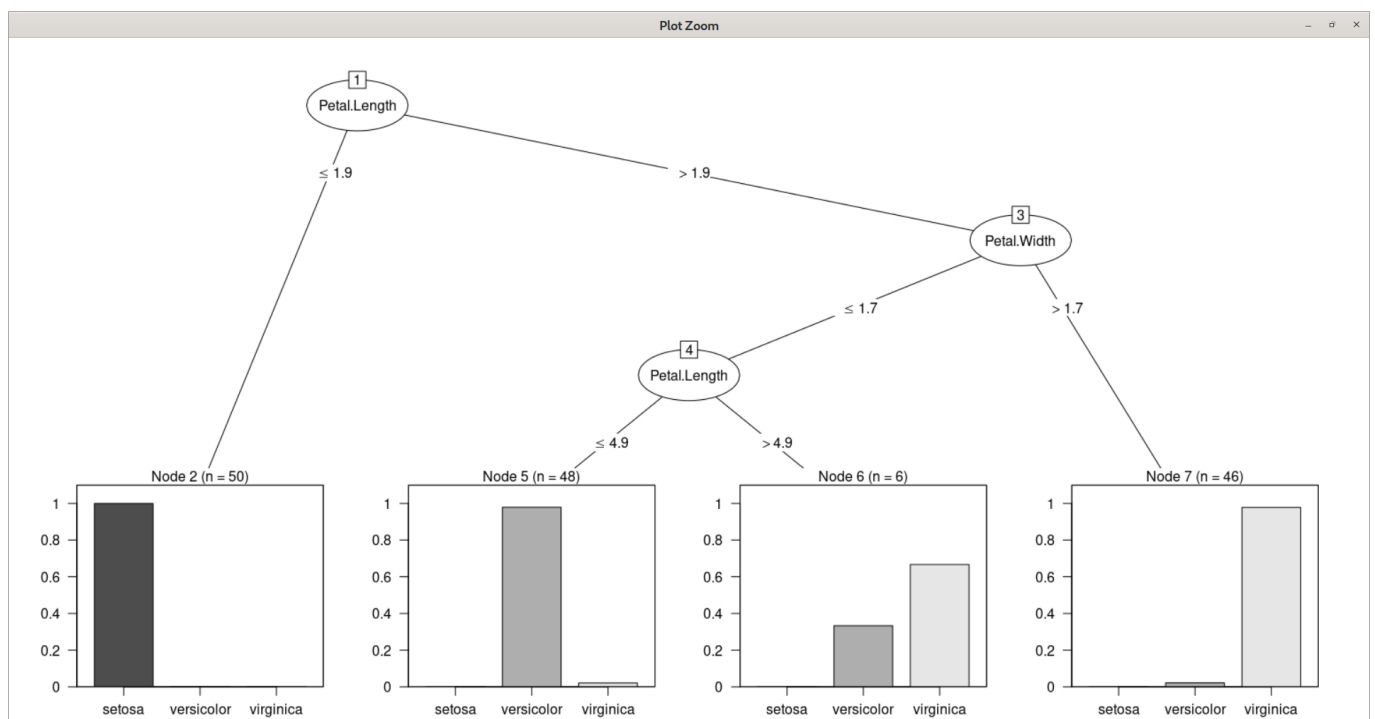 Plot Zoom
1
Petal.Length
≤ 1.9
> 1.9
3
Petal.Width
≤ 1.7
> 1.7
4
Petal.Length
≤ 4.9
> 4.9
Node 2 (n = 50)
1
0.8
0.6
0.4
0.2
0
setosa versicolor virginica
Node 5 (n = 48)
1
0.8
0.6
0.4
0.2
0
setosa versicolor virginica
Node 6 (n = 6)
1
0.8
0.6
0.4
0.2
0
setosa versicolor virginica
Node 7 (n = 46)
1
0.8
0.6
0.4
0.2
0
setosa versicolor virginica